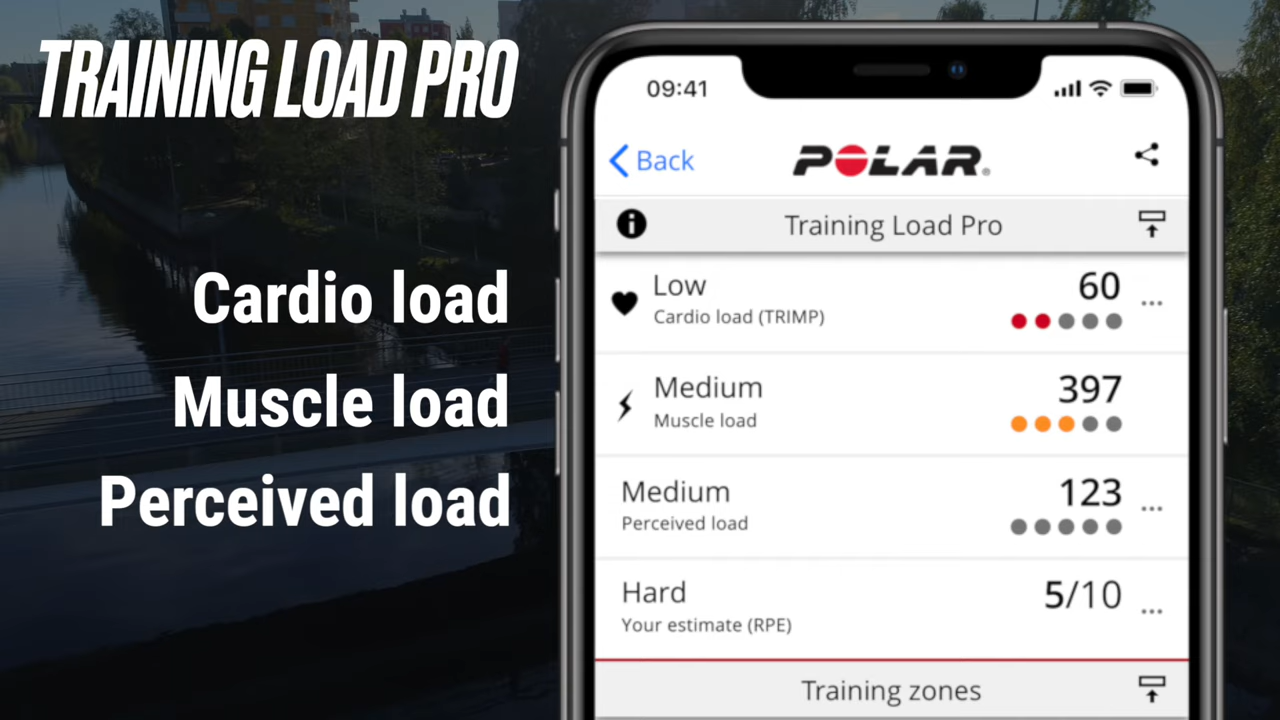 TRAINING LOAD PRO
Cardio load
Muscle load
Perceived load
09:41
Back
POLAR®
Training Load Pro
Low
60
Cardio load (TRIMP)
Medium
397
Muscle load
Medium
123
Perceived load
Hard
5/10
Your estimate (RPE)
Training zones